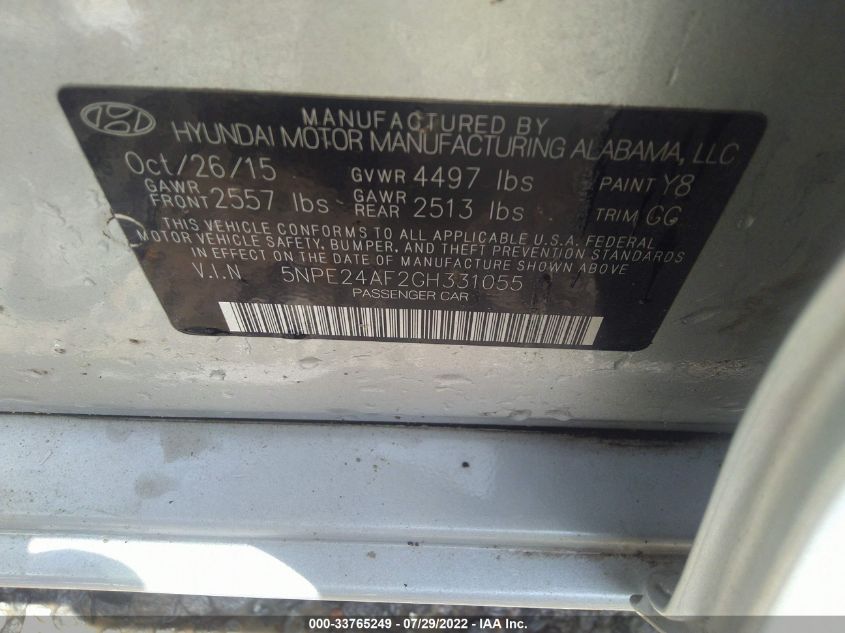 MANUFACTURED BY
HYUNDAI MOTOR MANUFACTURING ALABAMA, LLC
Oct/26/15 GVWR 4497 lbs PAINT Y8
GAWR FRONT 2557 lbs GAWR REAR 2513 lbs TRIM GG
THIS VEHICLE CONFORMS TO ALL APPLICABLE U.S.A. FEDERAL
MOTOR VEHICLE SAFETY, BUMPER, AND THEFT PREVENTION STANDARDS
IN EFFECT ON THE DATE OF MANUFACTURE SHOWN ABOVE.
V.I.N 5NPE24AF2GH331055
PASSENGER CAR
000-33765249 - 07/29/2022 - IAA Inc.